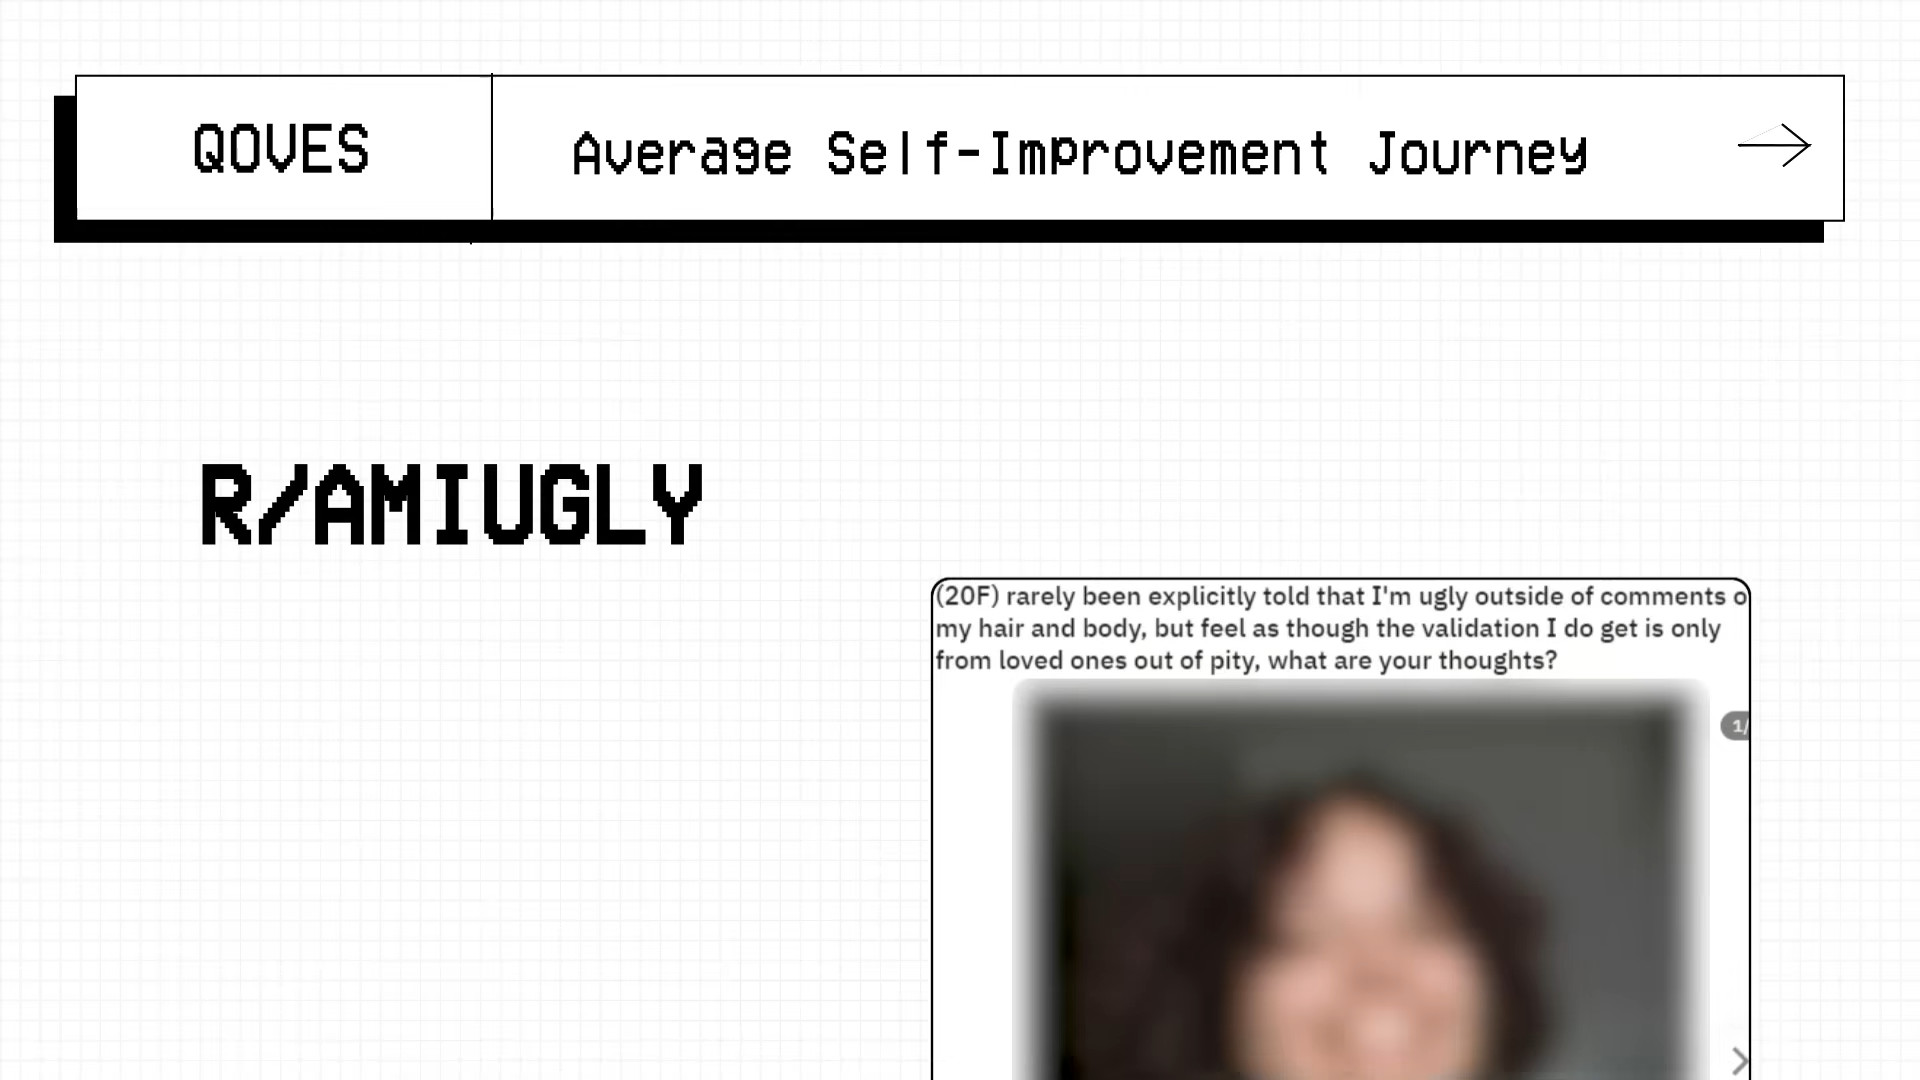 QOVES
Average Self-Improvement Journey
R/AMIUGLY
(20F) rarely been explicitly told that I'm ugly outside of comments o
my hair and body, but feel as though the validation I do get is only
from loved ones out of pity, what are your thoughts?
1/